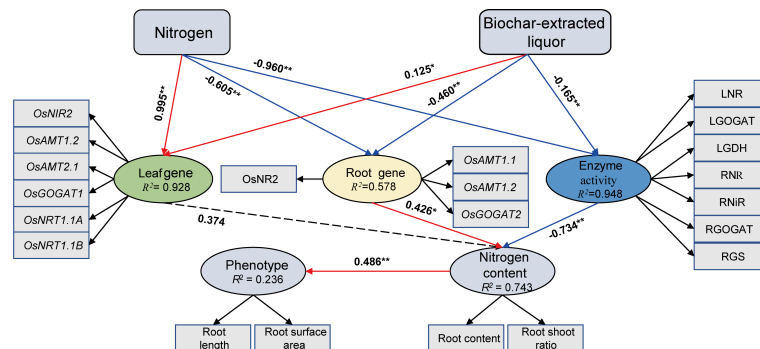 Nitrogen
Biochar-extracted
liquor
-0.960**
0.125*
0.995**
-0.605**
-0.460**
-0.165**
OsNIR2
OsAMT1.2
OsAMT2.1
OsGOGAT1
OsNRT1.1A
OsNRT1.1B
Leaf gene
R²= 0.928
OsNR2
Root gene
R²=0.578
OsAMT1.1
OsAMT1.2
OsGOGAT2
Enzyme
activity
R²=0.948
LNR
LGOGAT
LGDH
RNR
RNiR
RGOGAT
RGS
0.374
0.426*
-0.734**
Phenotype
R² = 0.236
0.486**
Nitrogen
content
R² = 0.743
Root
length
Root surface
area
Root content
Root shoot
ratio